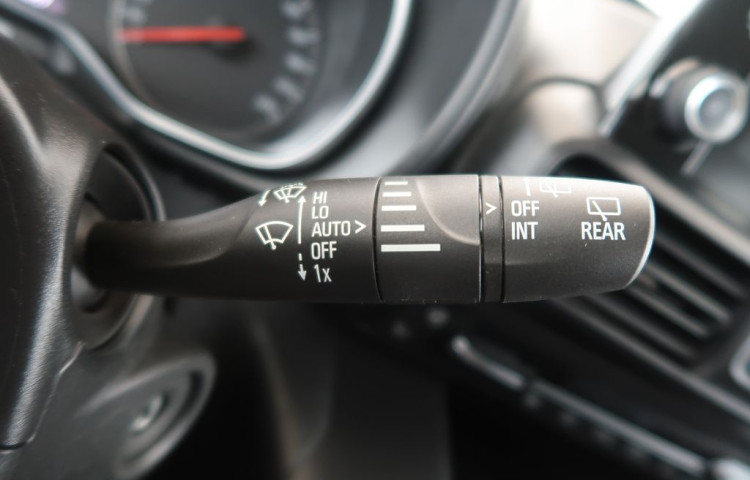 HI
LO
AUTO >
OFF
1x
>
OFF
INT
REAR